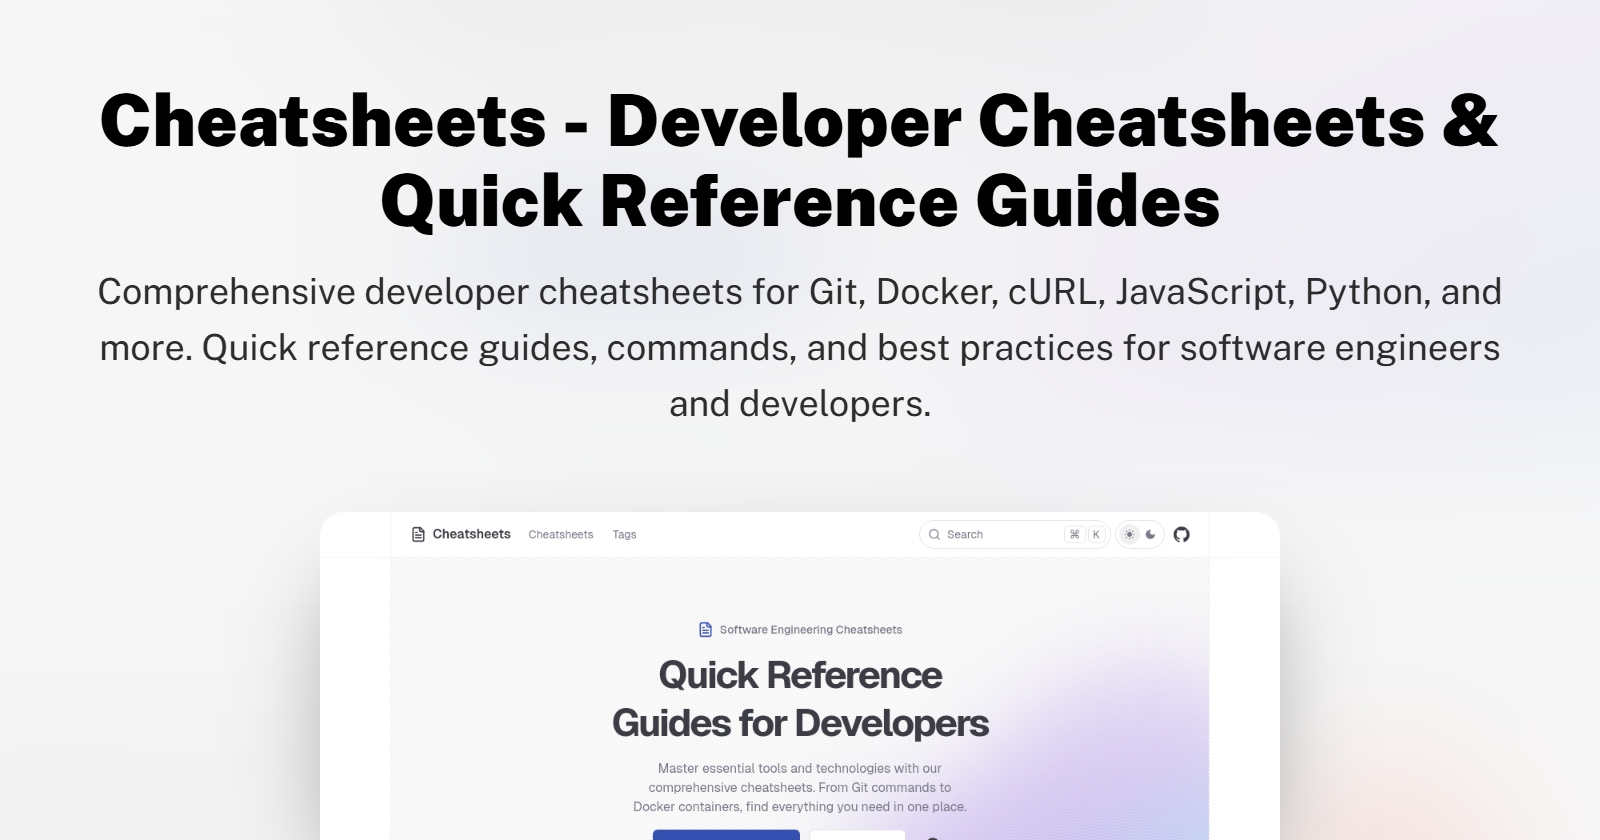 Cheatsheets - Developer Cheatsheets &
Quick Reference Guides
Comprehensive developer cheatsheets for Git, Docker, cURL, JavaScript, Python, and
more. Quick reference guides, commands, and best practices for software engineers
and developers.
Cheatsheets Cheatsheets Tags Search ⌘ K
Software Engineering Cheatsheets
Quick Reference
Guides for Developers
Master essential tools and technologies with our
comprehensive cheatsheets. From Git commands to
Docker containers, find everything you need in one place.